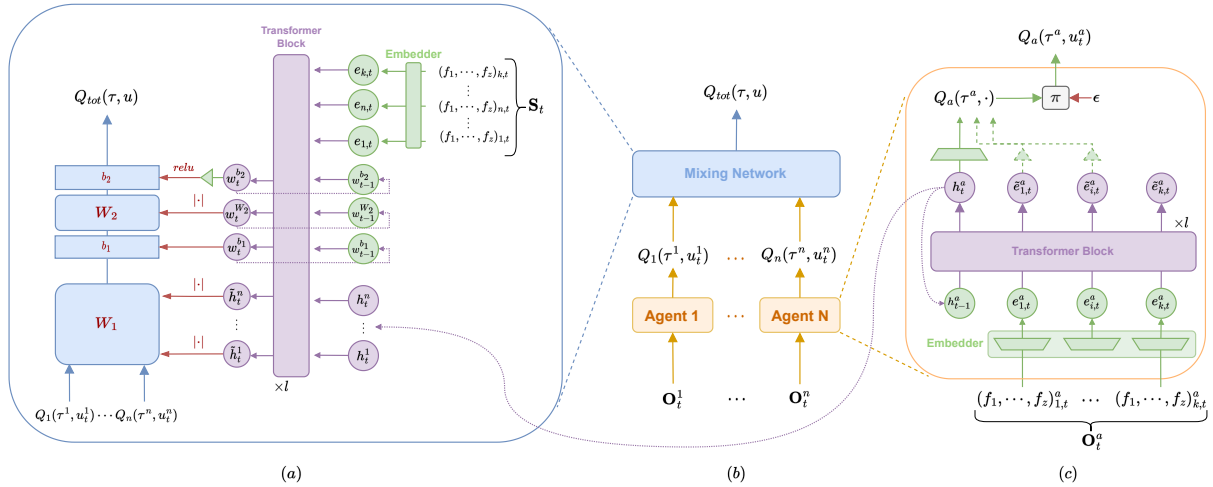 Transformer
Block
Embedder
e_{k,t}
(f_1, ⋯, f_z)_{k,t}
⋮
Q_{tot}(τ, u)
e_{n,t}
(f_1, ⋯, f_z)_{n,t}
S_t
⋮
e_{1,t}
(f_1, ⋯, f_z)_{1,t}
b_2
relu
w_t^{b_2}
w_{t-1}^{b_2}
W_2
|·|
w_t^{W_2}
w_{t-1}^{W_2}
b_1
w_t^{b_1}
w_{t-1}^{b_1}
W_1
|·|
h̃_t^n
h_t^n
⋮
⋮
|·|
h̃_t^1
h_t^1
×l
Q_1(τ^1, u_t^1) ⋯ Q_n(τ^n, u_t^n)
(a)
Q_{tot}(τ, u)
Mixing Network
Q_1(τ^1, u_t^1) ⋯ Q_n(τ^n, u_t^n)
Agent 1 ⋯ Agent N
O_t^1 ⋯ O_t^n
(b)
Q_a(τ^a, u_t^a)
Q_a(τ^a, ·)
π
ϵ
h_t^a
ẽ_{1,t}^a
ẽ_{i,t}^a
ẽ_{k,t}^a
×l
Transformer Block
h_{t-1}^a
e_{1,t}^a
e_{i,t}^a
e_{k,t}^a
Embedder
(f_1, ⋯, f_z)_{1,t}^a ⋯ (f_1, ⋯, f_z)_{k,t}^a
O_t^a
(c)